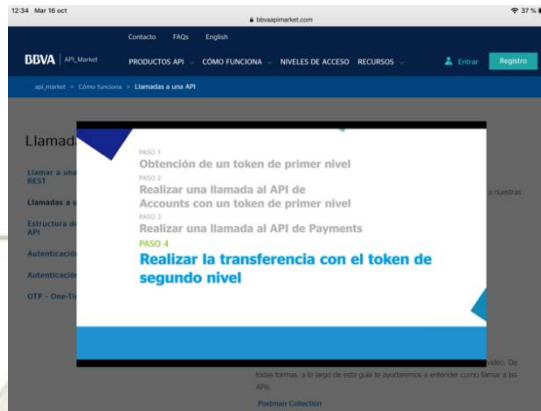 12:34 Mar 16 oct
bbvaapimarket.com
37 %
Contacto FAQs English
BBVA API_Market PRODUCTOS API CÓMO FUNCIONA NIVELES DE ACCESO RECURSOS Entrar Registro
api_market > Cómo funciona > Llamadas a una API
Llamad
PASO 1
Obtención de un token de primer nivel
PASO 2
Realizar una llamada al API de
Accounts con un token de primer nivel
PASO 3
Realizar una llamada al API de Payments
PASO 4
Realizar la transferencia con el token de
segundo nivel
Llamar a una
REST
a nuestras
Llamadas a u
Estructura de
API
Autenticació
Autenticació
OTP - One-Ti
video. De
todas formas, a lo largo de esta guía te ayudaremos a entender como llamar a las
APIs.
Postman Collection